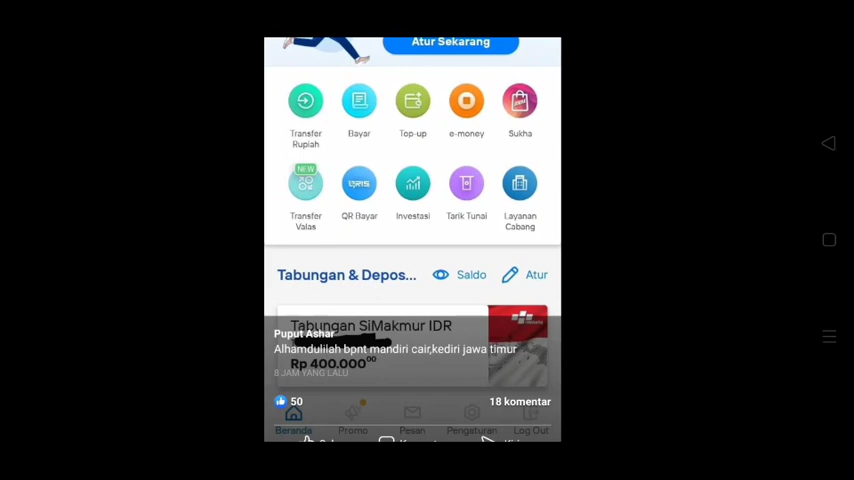 Atur Sekarang
Transfer Rupiah
Bayar
Top-up
e-money
Sukha
NEW
QRIS
Transfer Valas
QR Bayar
Investasi
Tarik Tunai
Layanan Cabang
Tabungan & Depos...
Saldo
Atur
Tabungan SiMakmur IDR
Puput Ashar
Alhamdulilah bpnt mandiri cair,kediri jawa timur
Rp 400.000⁰⁰
8 JAM YANG LALU
50
18 komentar
Beranda
Promo
Pesan
Pengaturan
Log Out